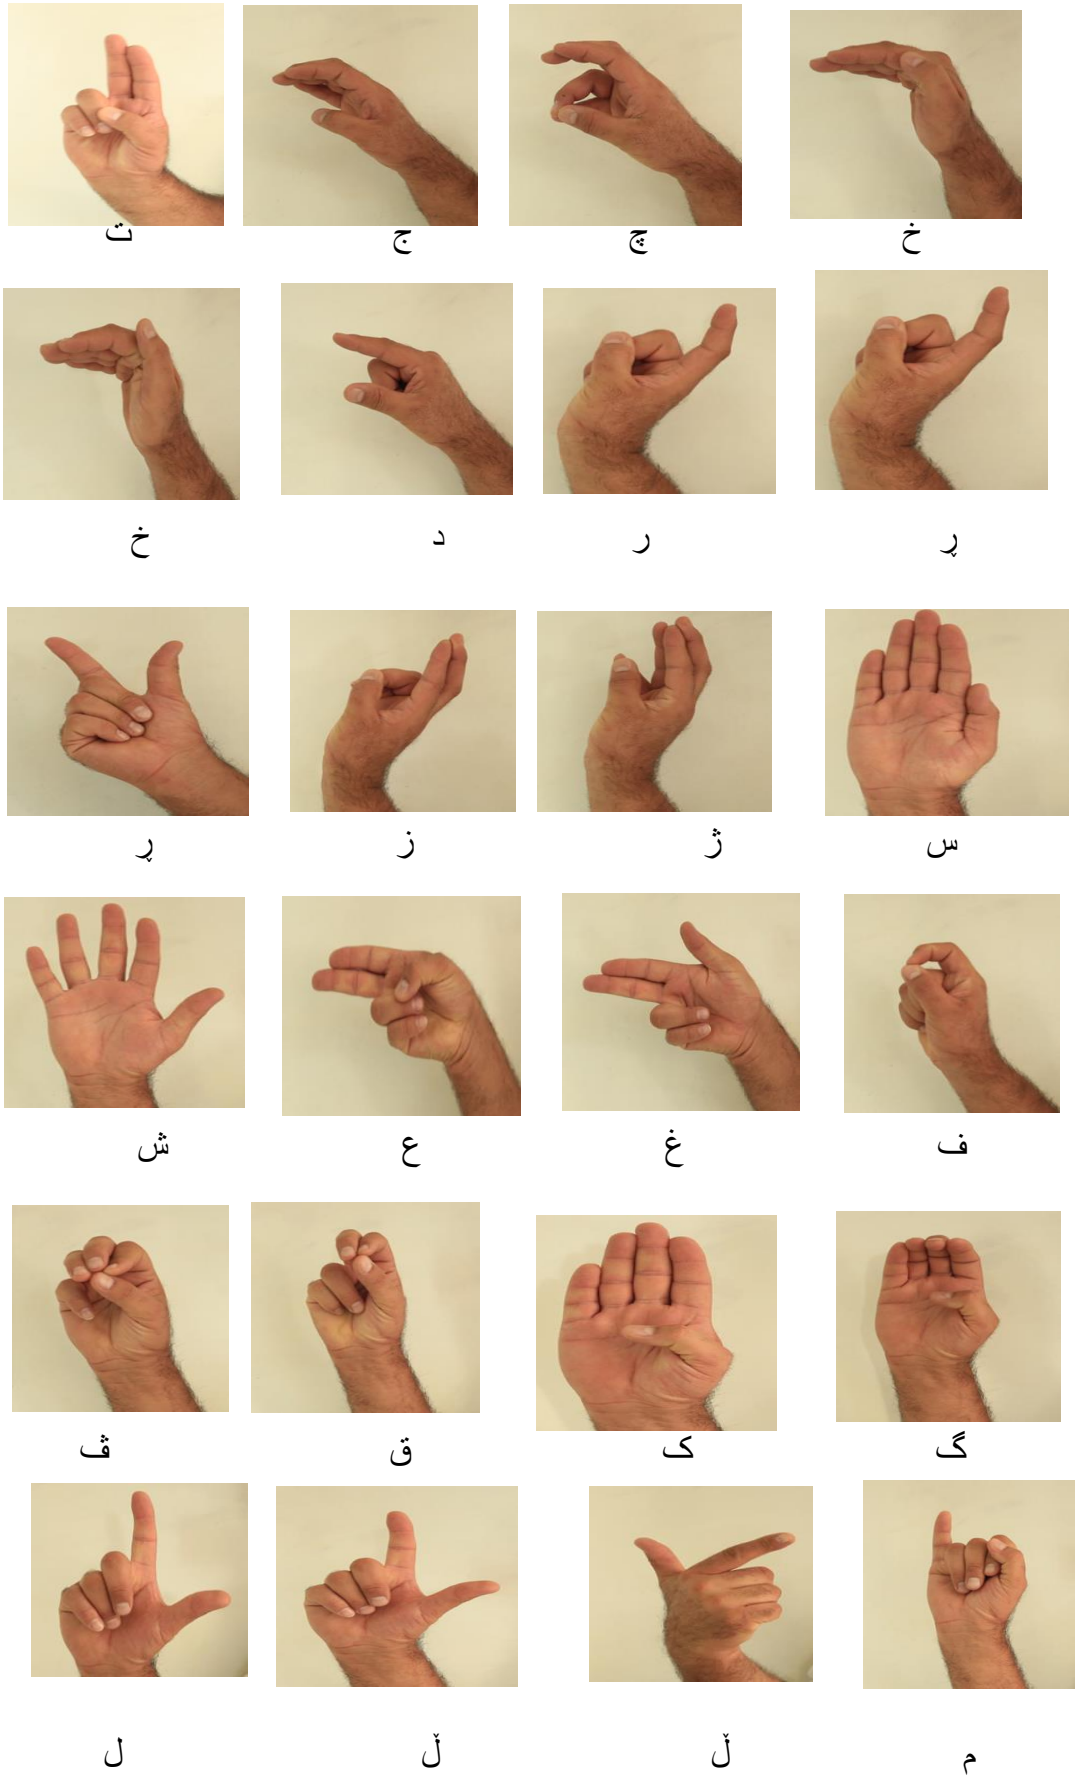 ت ج چ خ
خ د ر ڕ
ڕ ز ژ س
ش ع غ ف
ڤ ق ک گ
ل ڵ ڵ م